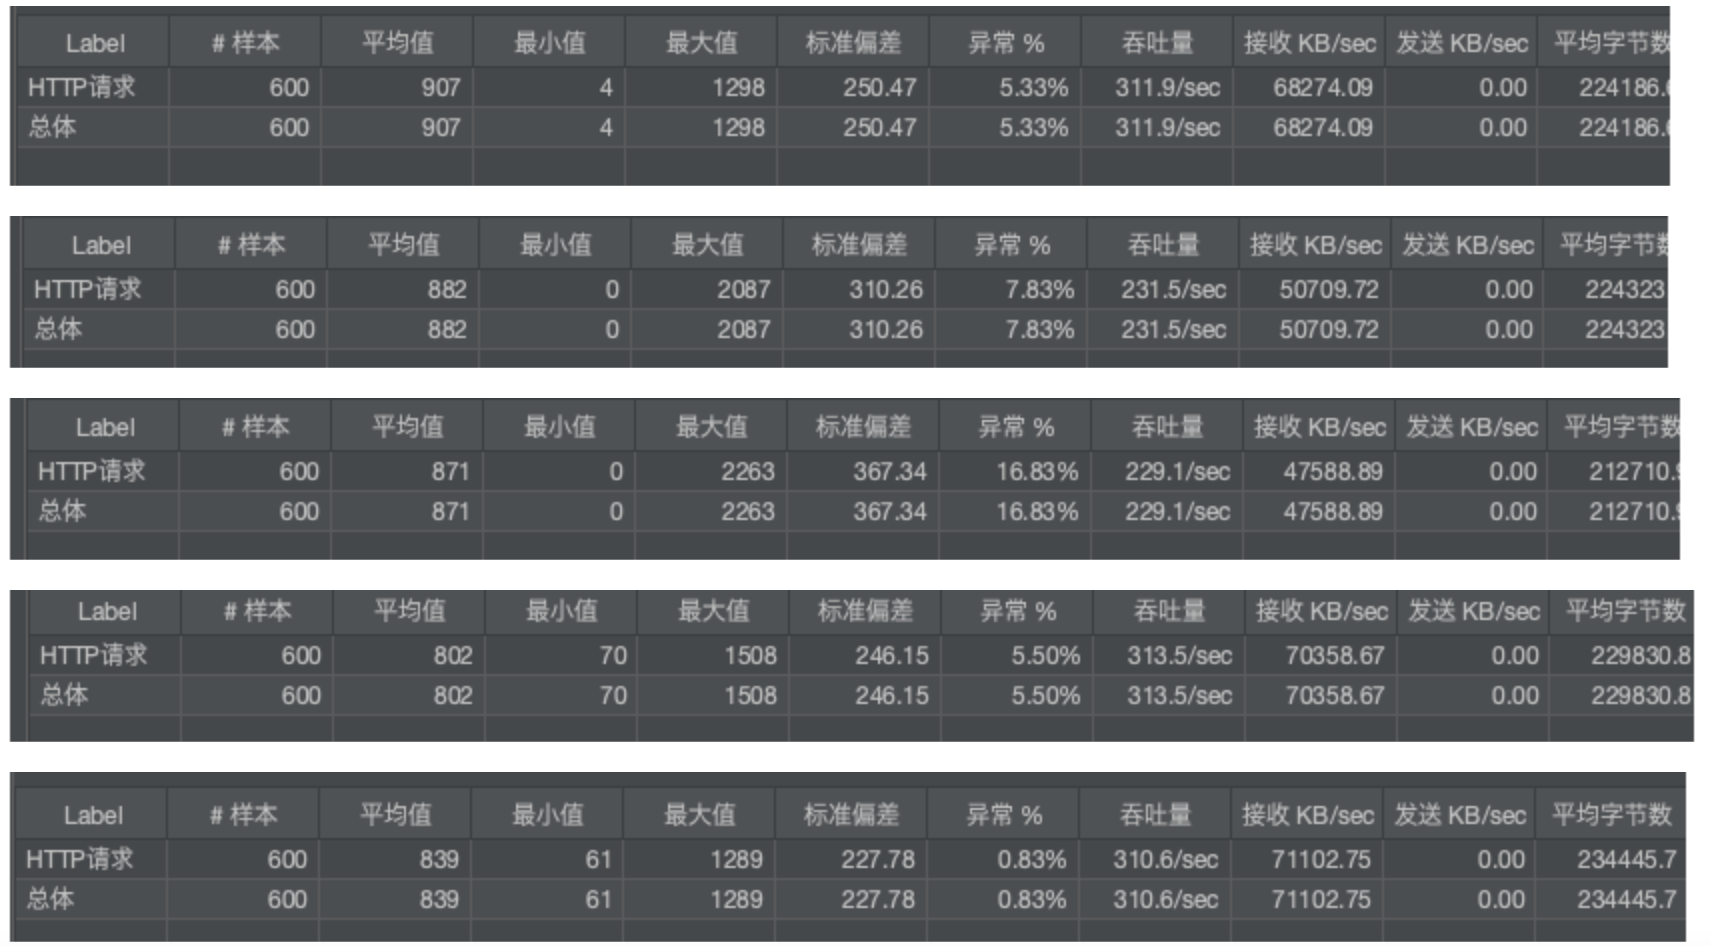 Label # 样本 平均值 最小值 最大值 标准偏差 异常 % 吞吐量 接收 KB/sec 发送 KB/sec 平均字节数
HTTP请求 600 907 4 1298 250.47 5.33% 311.9/sec 68274.09 0.00 224186.
总体 600 907 4 1298 250.47 5.33% 311.9/sec 68274.09 0.00 224186.
Label # 样本 平均值 最小值 最大值 标准偏差 异常 % 吞吐量 接收 KB/sec 发送 KB/sec 平均字节数
HTTP请求 600 882 0 2087 310.26 7.83% 231.5/sec 50709.72 0.00 224323
总体 600 882 0 2087 310.26 7.83% 231.5/sec 50709.72 0.00 224323
Label # 样本 平均值 最小值 最大值 标准偏差 异常 % 吞吐量 接收 KB/sec 发送 KB/sec 平均字节数
HTTP请求 600 871 0 2263 367.34 16.83% 229.1/sec 47588.89 0.00 212710.9
总体 600 871 0 2263 367.34 16.83% 229.1/sec 47588.89 0.00 212710.9
Label # 样本 平均值 最小值 最大值 标准偏差 异常 % 吞吐量 接收 KB/sec 发送 KB/sec 平均字节数
HTTP请求 600 802 70 1508 246.15 5.50% 313.5/sec 70358.67 0.00 229830.8
总体 600 802 70 1508 246.15 5.50% 313.5/sec 70358.67 0.00 229830.8
Label # 样本 平均值 最小值 最大值 标准偏差 异常 % 吞吐量 接收 KB/sec 发送 KB/sec 平均字节数
HTTP请求 600 839 61 1289 227.78 0.83% 310.6/sec 71102.75 0.00 234445.7
总体 600 839 61 1289 227.78 0.83% 310.6/sec 71102.75 0.00 234445.7